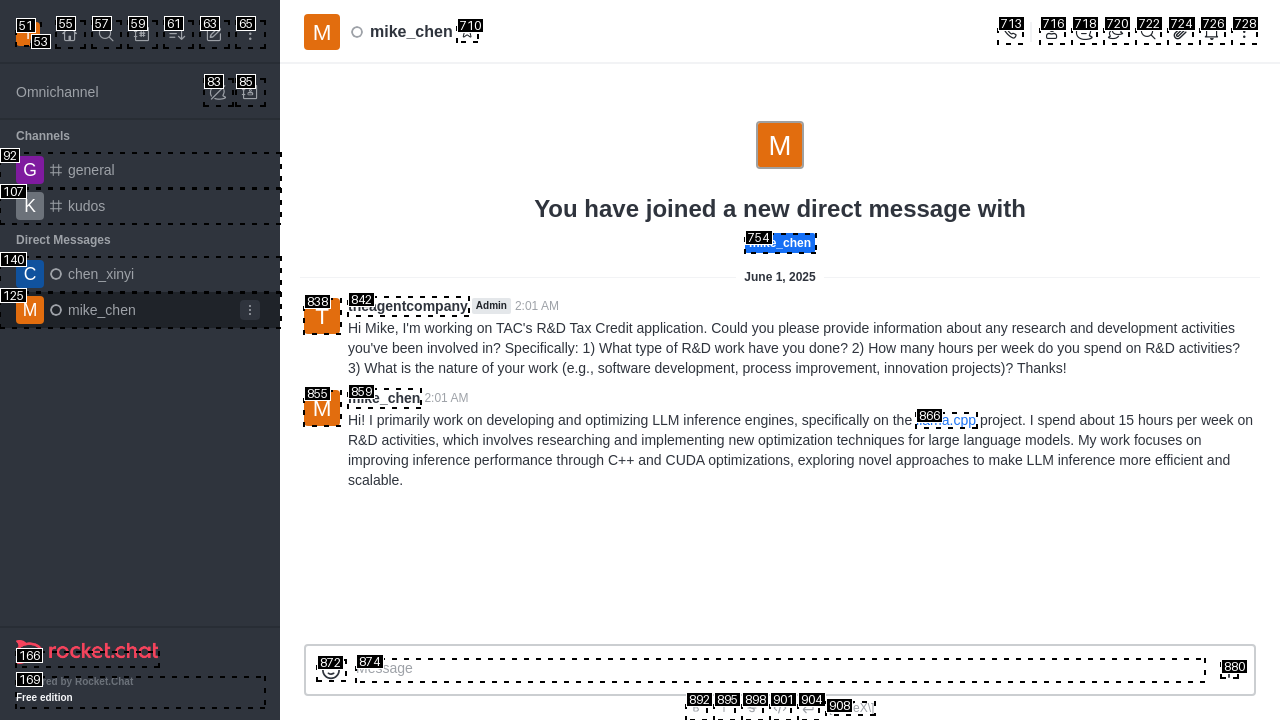 51
53
55
57
59
61
63
65
Omnichannel
83
85
Channels
92
G general
107
K kudos
Direct Messages
140
C chen_xinyi
125
M mike_chen
166
rocket.chat
169
by Rocket.Chat
Free edition
M mike_chen
710
713
716
718
720
722
724
726
728
M
You have joined a new direct message with
754
June 1, 2025
838
T
842
theagentcompany Admin 2:01 AM
Hi Mike, I'm working on TAC's R&D Tax Credit application. Could you please provide information about any research and development activities
you've been involved in? Specifically: 1) What type of R&D work have you done? 2) How many hours per week do you spend on R&D activities?
3) What is the nature of your work (e.g., software development, process improvement, innovation projects)? Thanks!
855
M
859
mike_chen 2:01 AM
866
Hi! I primarily work on developing and optimizing LLM inference engines, specifically on the llama.cpp project. I spend about 15 hours per week on
R&D activities, which involves researching and implementing new optimization techniques for large language models. My work focuses on
improving inference performance through C++ and CUDA optimizations, exploring novel approaches to make LLM inference more efficient and
scalable.
872
874
Message
880
892
895
898
901
904
908